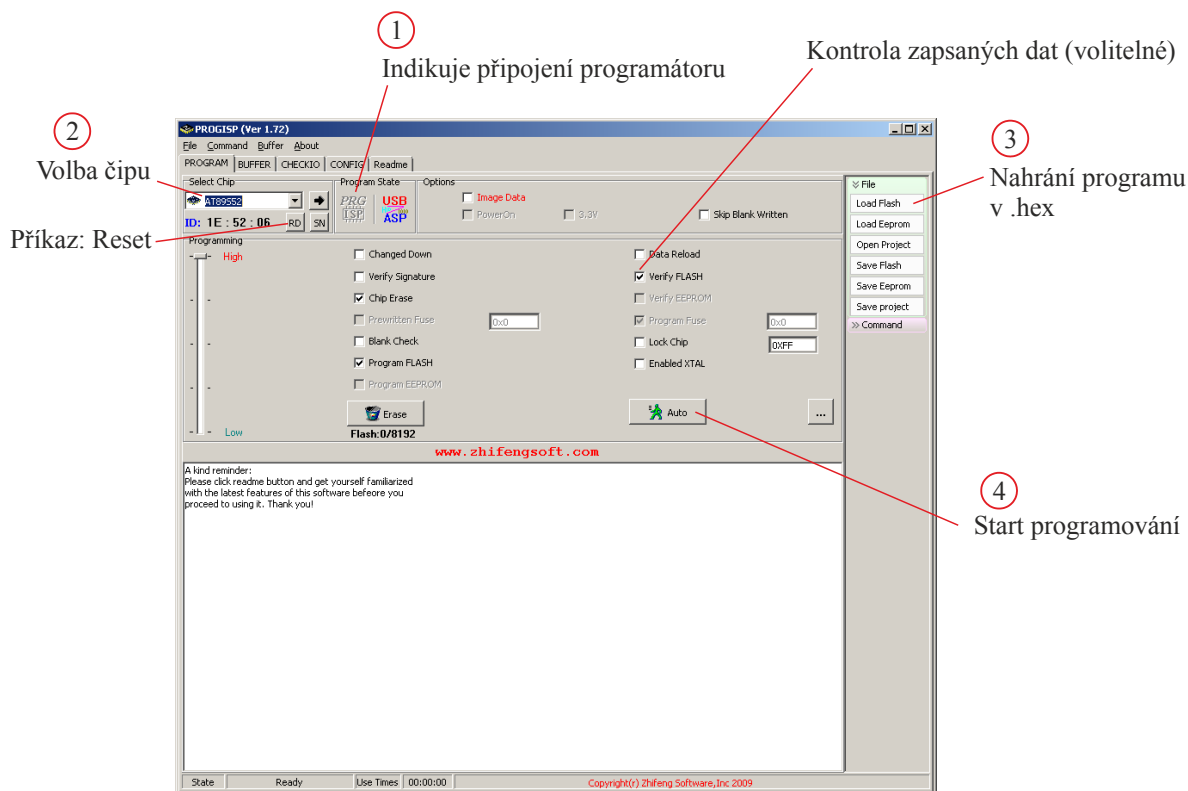 1
Indikuje připojení programátoru
Kontrola zapsaných dat (volitelné)
2
Volba čipu
Příkaz: Reset
3
Nahrání programu
v .hex
4
Start programování
PROGISP (Ver 1.72)
File Command Buffer About
PROGRAM BUFFER CHECKIO CONFIG Readme
Select Chip Program State Options
AT89S52
PRG ISP USB ASP
Image Data
PowerOn 3.3V Skip Blank Written
ID: 1E : 52 : 06 RD SN
Programming
High
Low
Changed Down Data Reload
Verify Signature Verify FLASH
Chip Erase Verify EEPROM
Prewritten Fuse 0x0 Program Fuse 0x0
Blank Check Lock Chip 0XFF
Program FLASH Enabled XTAL
Program EEPROM
Erase Auto ...
Flash:0/8192
www.zhifengsoft.com
A kind reminder:
Please click readme button and get yourself familiarized
with the latest features of this software befeore you
proceed to using it. Thank you!
File
Load Flash
Load Eeprom
Open Project
Save Flash
Save Eeprom
Save project
Command
State Ready Use Times 00:00:00 Copyright(r) Zhifeng Software,Inc 2009